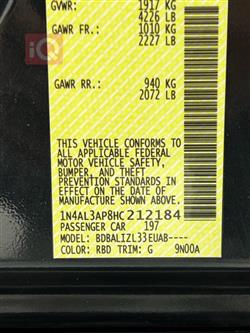 iQ
GVWR: 1917 KG
4226 LB
GAWR FR.: 1010 KG
2227 LB
GAWR RR.: 940 KG
2072 LB
THIS VEHICLE CONFORMS TO
ALL APPLICABLE FEDERAL
MOTOR VEHICLE SAFETY,
BUMPER, AND THEFT
PREVENTION STANDARDS IN
EFFECT ON THE DATE OF
MANUFACTURE SHOWN ABOVE.
1N4AL3AP8HC212184
PASSENGER CAR 197
MODEL: BDBALIZL33EUAB----
COLOR: RBD TRIM: G 9N00A